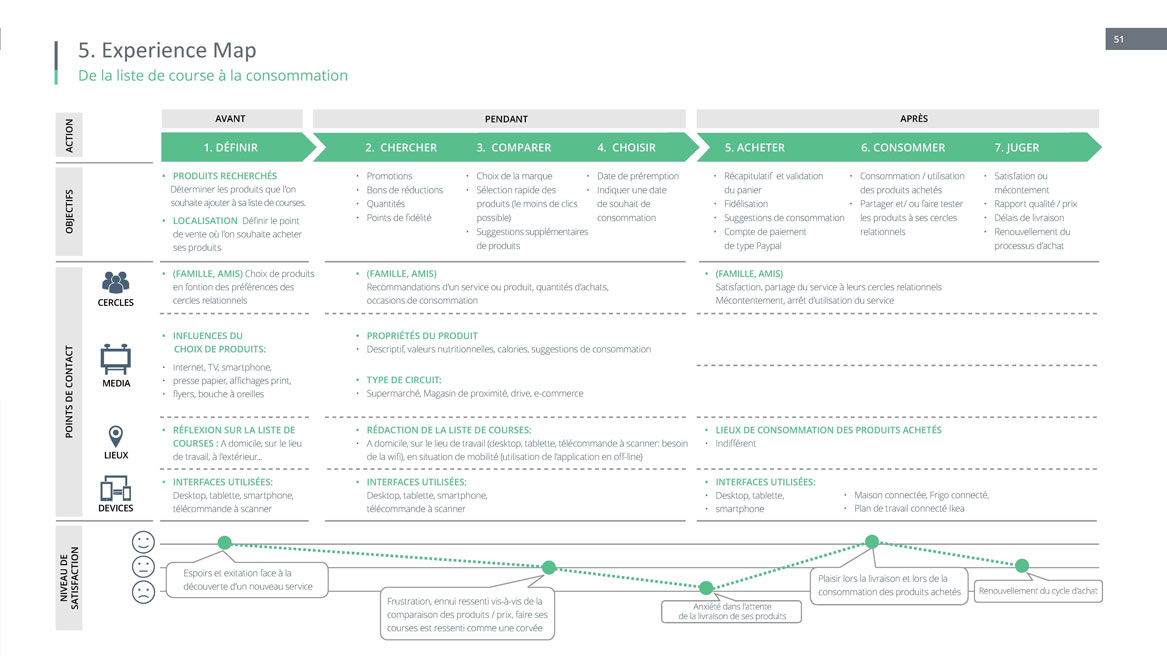 51
5. Experience Map
De la liste de course à la consommation
ACTION
AVANT
PENDANT
APRÈS
1. DÉFINIR
2. CHERCHER
3. COMPARER
4. CHOISIR
5. ACHETER
6. CONSOMMER
7. JUGER
OBJECTIFS
• PRODUITS RECHERCHÉS
Déterminer les produits que l'on
souhaite ajouter à sa liste de courses.
• LOCALISATION Définir le point
de vente où l'on souhaite acheter
ses produits
• Promotions
• Bons de réductions
• Quantités
• Points de fidélité
• Choix de la marque
• Sélection rapide des
produits (le moins de clics
possible)
• Suggestions supplémentaires
de produits
• Date de préremption
• Indiquer une date
de souhait de
consommation
• Récapitulatif et validation
du panier
• Fidélisation
• Suggestions de consommation
• Compte de paiement
de type Paypal
• Consommation / utilisation
des produits achetés
• Partager et/ ou faire tester
les produits à ses cercles
relationnels
• Satisfation ou
mécontement
• Rapport qualité / prix
• Délais de livraison
• Renouvellement du
processus d'achat
POINTS DE CONTACT
CERCLES
• (FAMILLE, AMIS) Choix de produits
en fontion des préférences des
cercles relationnels
• (FAMILLE, AMIS)
Recommandations d'un service ou produit, quantités d'achats,
occasions de consommation
• (FAMILLE, AMIS)
Satisfaction, partage du service à leurs cercles relationnels
Mécontentement, arrêt d'utilisation du service
MEDIA
• INFLUENCES DU
CHOIX DE PRODUITS:
• Internet, TV, smartphone,
• presse papier, affichages print,
• flyers, bouche à oreilles
• PROPRIÉTÉS DU PRODUIT
• Descriptif, valeurs nutritionnelles, calories, suggestions de consommation
• TYPE DE CIRCUIT:
• Supermarché, Magasin de proximité, drive, e-commerce
LIEUX
• RÉFLEXION SUR LA LISTE DE
COURSES : A domicile, sur le lieu
de travail, à l'extérieur...
• RÉDACTION DE LA LISTE DE COURSES:
• A domicile, sur le lieu de travail (desktop, tablette, télécommande à scanner: besoin
de la wifi), en situation de mobilité (utilisation de l'application en off-line)
• LIEUX DE CONSOMMATION DES PRODUITS ACHETÉS
• Indifférent
DEVICES
• INTERFACES UTILISÉES:
Desktop, tablette, smartphone,
télécommande à scanner
• INTERFACES UTILISÉES:
Desktop, tablette, smartphone,
télécommande à scanner
• INTERFACES UTILISÉES:
• Desktop, tablette,
• smartphone
• Maison connectée, Frigo connecté,
• Plan de travail connecté Ikea
NIVEAU DE
SATISFACTION
Espoirs et exitation face à la
découverte d'un nouveau service
Frustration, ennui ressenti vis-à-vis de la
comparaison des produits / prix, faire ses
courses est ressenti comme une corvée
Anxiété dans l'attente
de la livraison de ses produits
Plaisir lors la livraison et lors de la
consommation des produits achetés
Renouvellement du cycle d'achat